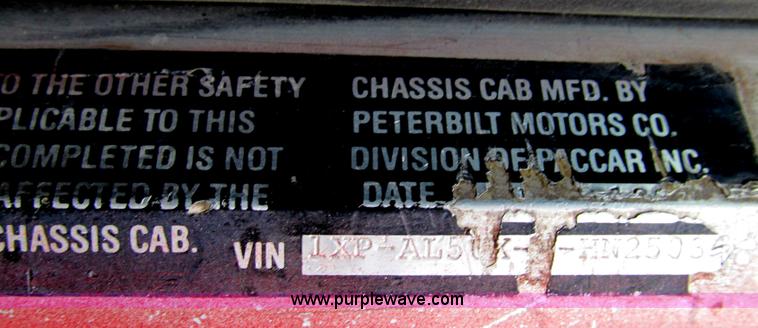 TO THE OTHER SAFETY
PLICABLE TO THIS
COMPLETED IS NOT
AFFECTED BY THE
CHASSIS CAB.
CHASSIS CAB MFD. BY
PETERBILT MOTORS CO.
DIVISION OF PACCAR INC.
DATE
VIN
www.purplewave.com